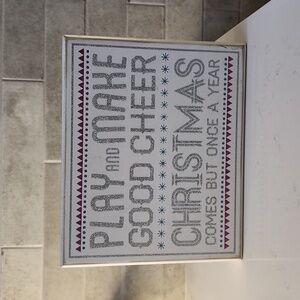 PLAY AND MAKE
GOOD CHEER
CHRISTMAS
COMES BUT ONCE A YEAR